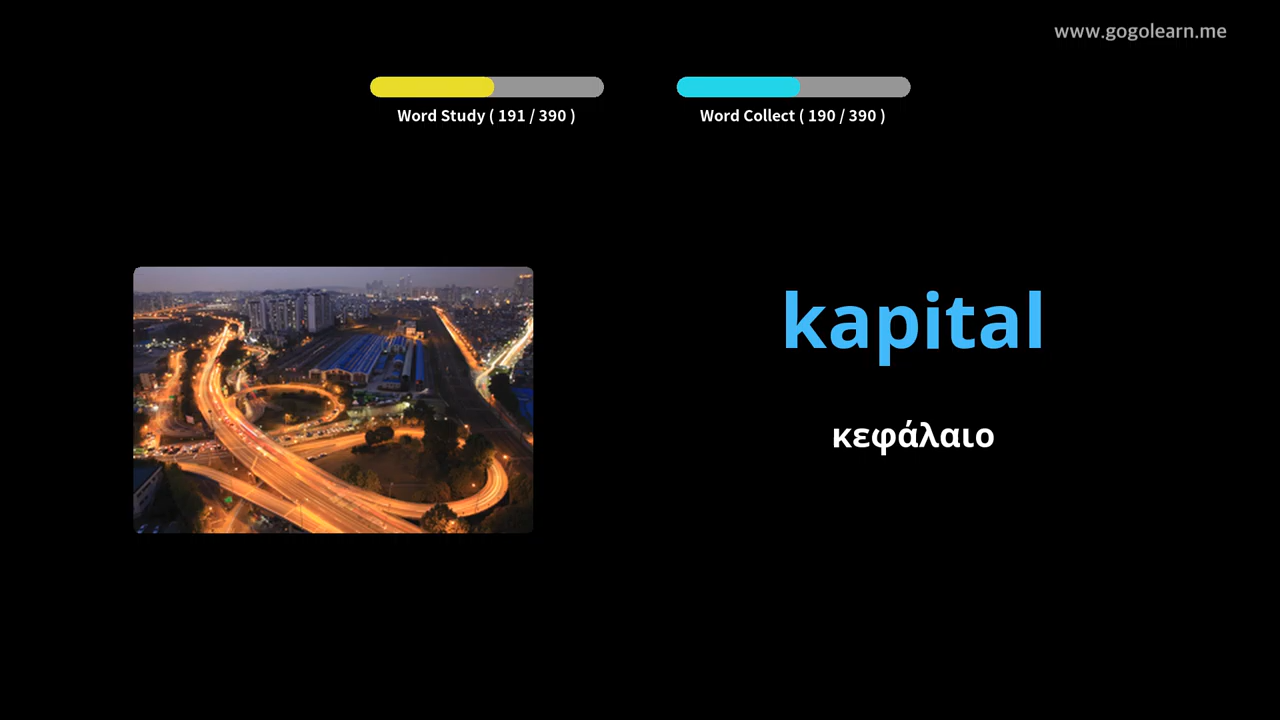 www.gogolearn.me
Word Study ( 191 / 390 )
Word Collect ( 190 / 390 )
kapital
κεφάλαιο